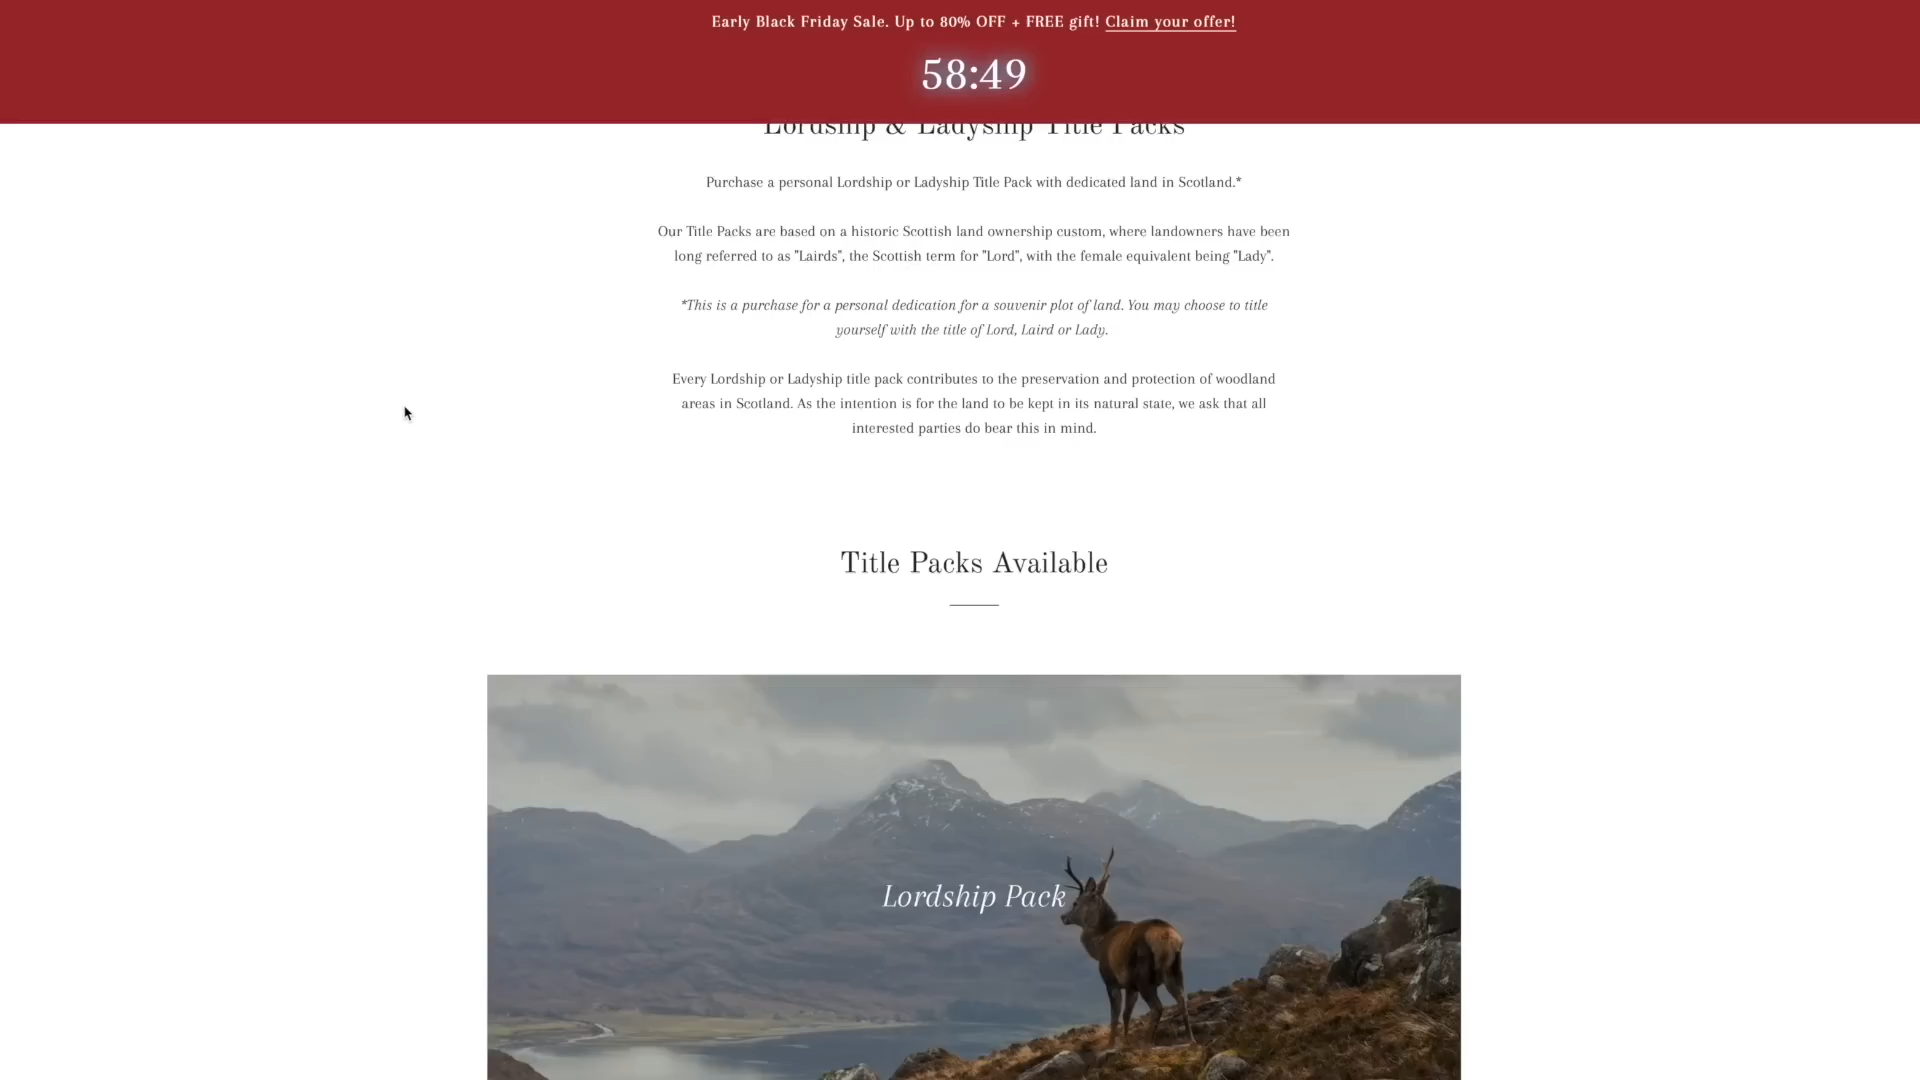 Early Black Friday Sale. Up to 80% OFF + FREE gift! Claim your offer!
58:49
Lordship & Ladyship Title Packs
Purchase a personal Lordship or Ladyship Title Pack with dedicated land in Scotland.*
Our Title Packs are based on a historic Scottish land ownership custom, where landowners have been
long referred to as "Lairds", the Scottish term for "Lord", with the female equivalent being "Lady".
*This is a purchase for a personal dedication for a souvenir plot of land. You may choose to title
yourself with the title of Lord, Laird or Lady.
Every Lordship or Ladyship title pack contributes to the preservation and protection of woodland
areas in Scotland. As the intention is for the land to be kept in its natural state, we ask that all
interested parties do bear this in mind.
Title Packs Available
Lordship Pack